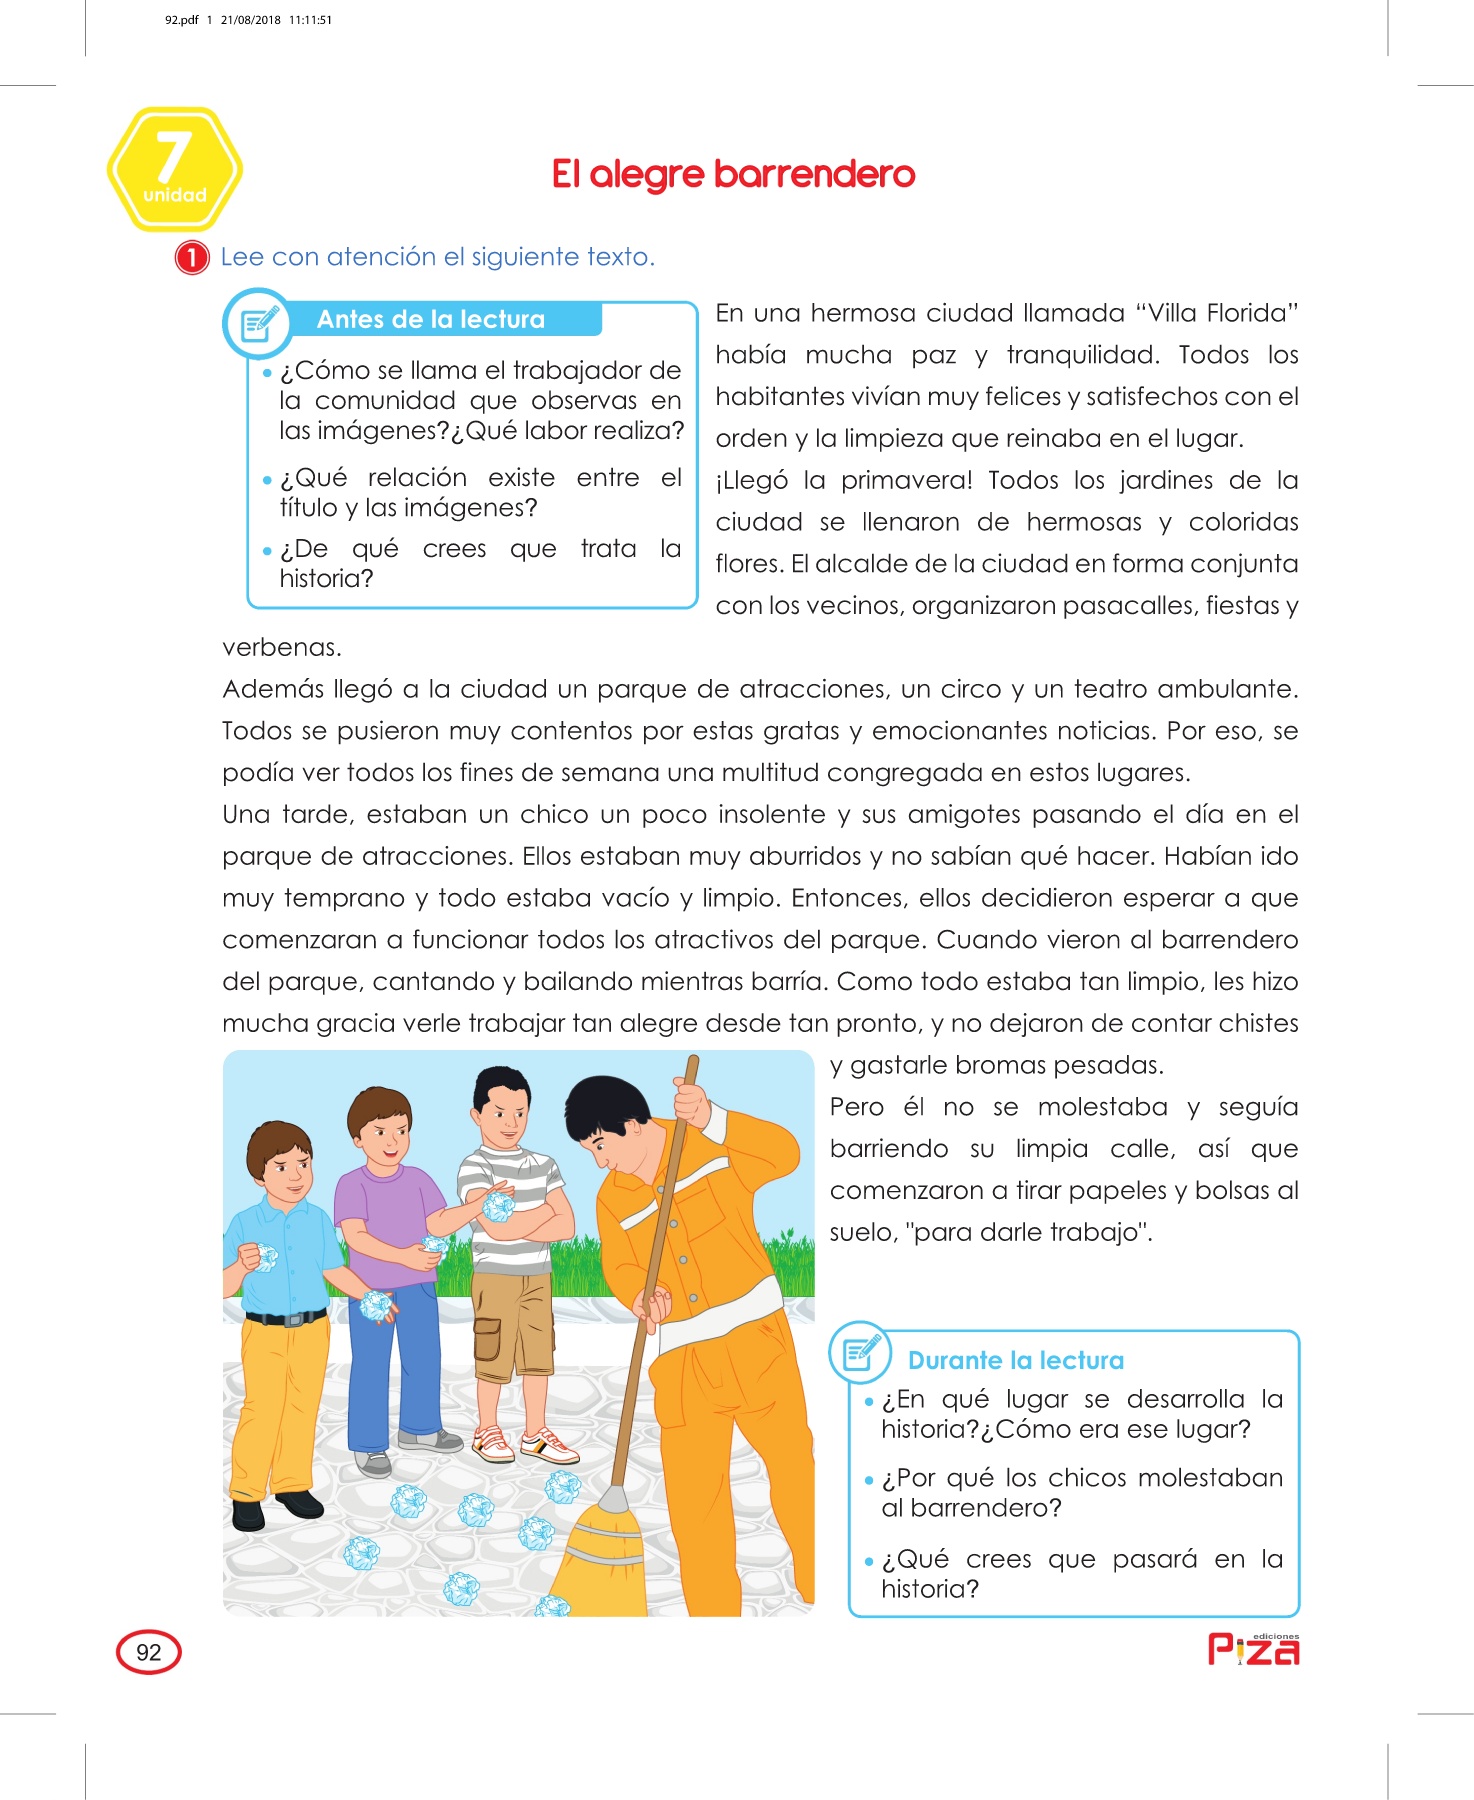 92.pdf 1 21/08/2018 11:11:51
7
unidad
El alegre barrendero
1 Lee con atención el siguiente texto.
Antes de la lectura
• ¿Cómo se llama el trabajador de
la comunidad que observas en
las imágenes?¿Qué labor realiza?
• ¿Qué relación existe entre el
título y las imágenes?
• ¿De qué crees que trata la
historia?
En una hermosa ciudad llamada “Villa Florida”
había mucha paz y tranquilidad. Todos los
habitantes vivían muy felices y satisfechos con el
orden y la limpieza que reinaba en el lugar.
¡Llegó la primavera! Todos los jardines de la
ciudad se llenaron de hermosas y coloridas
flores. El alcalde de la ciudad en forma conjunta
con los vecinos, organizaron pasacalles, fiestas y
verbenas.
Además llegó a la ciudad un parque de atracciones, un circo y un teatro ambulante.
Todos se pusieron muy contentos por estas gratas y emocionantes noticias. Por eso, se
podía ver todos los fines de semana una multitud congregada en estos lugares.
Una tarde, estaban un chico un poco insolente y sus amigotes pasando el día en el
parque de atracciones. Ellos estaban muy aburridos y no sabían qué hacer. Habían ido
muy temprano y todo estaba vacío y limpio. Entonces, ellos decidieron esperar a que
comenzaran a funcionar todos los atractivos del parque. Cuando vieron al barrendero
del parque, cantando y bailando mientras barría. Como todo estaba tan limpio, les hizo
mucha gracia verle trabajar tan alegre desde tan pronto, y no dejaron de contar chistes
y gastarle bromas pesadas.
Pero él no se molestaba y seguía
barriendo su limpia calle, así que
comenzaron a tirar papeles y bolsas al
suelo, "para darle trabajo".
Durante la lectura
• ¿En qué lugar se desarrolla la
historia?¿Cómo era ese lugar?
• ¿Por qué los chicos molestaban
al barrendero?
• ¿Qué crees que pasará en la
historia?
92
ediciones
Piza